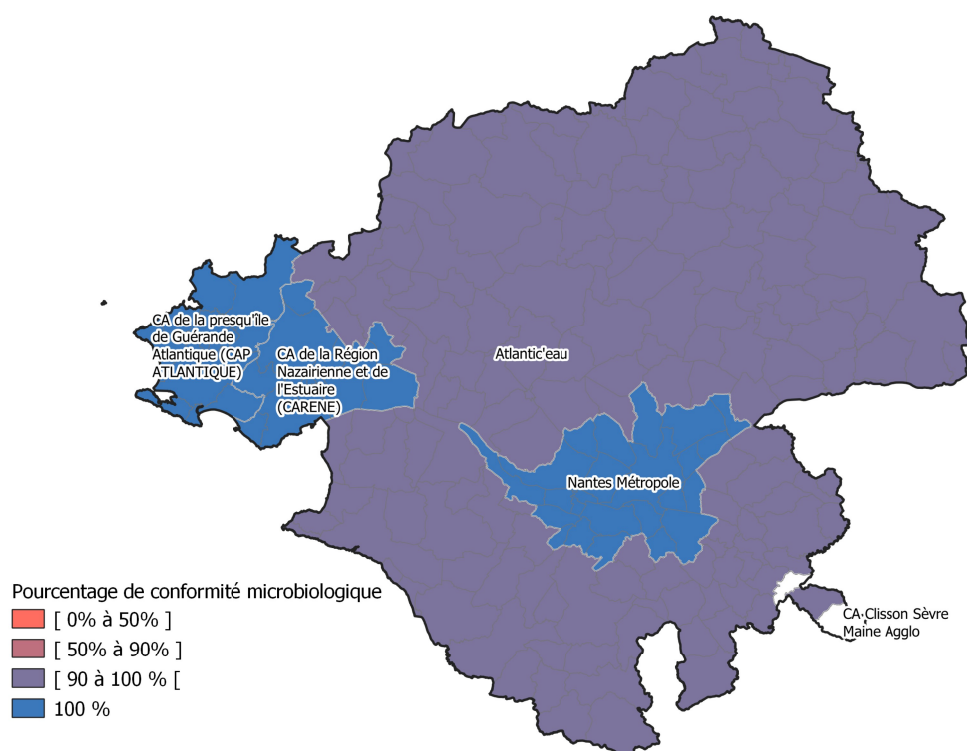 CA de la presqu'île
de Guérande
Atlantique (CAP
ATLANTIQUE)
CA de la Région
Nazairienne et de
l'Estuaire
(CARENE)
Atlantic'eau
Nantes Métropole
CA Clisson Sèvre
Maine Agglo
Pourcentage de conformité microbiologique
[ 0% à 50% ]
[ 50% à 90% ]
[ 90 à 100 % [
100 %